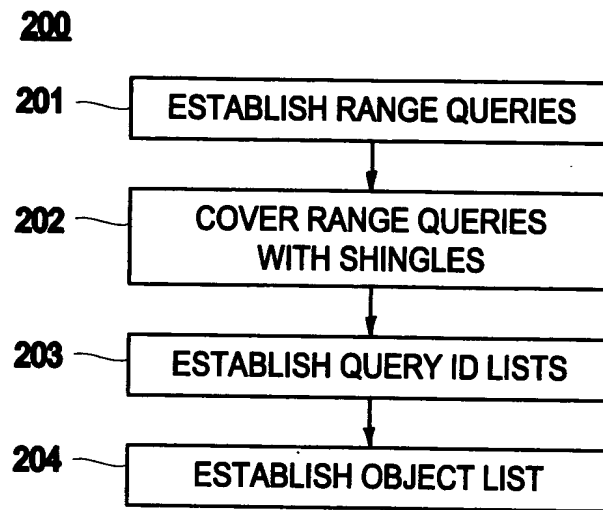 200
201
ESTABLISH RANGE QUERIES
202
COVER RANGE QUERIES
WITH SHINGLES
203
ESTABLISH QUERY ID LISTS
204
ESTABLISH OBJECT LIST